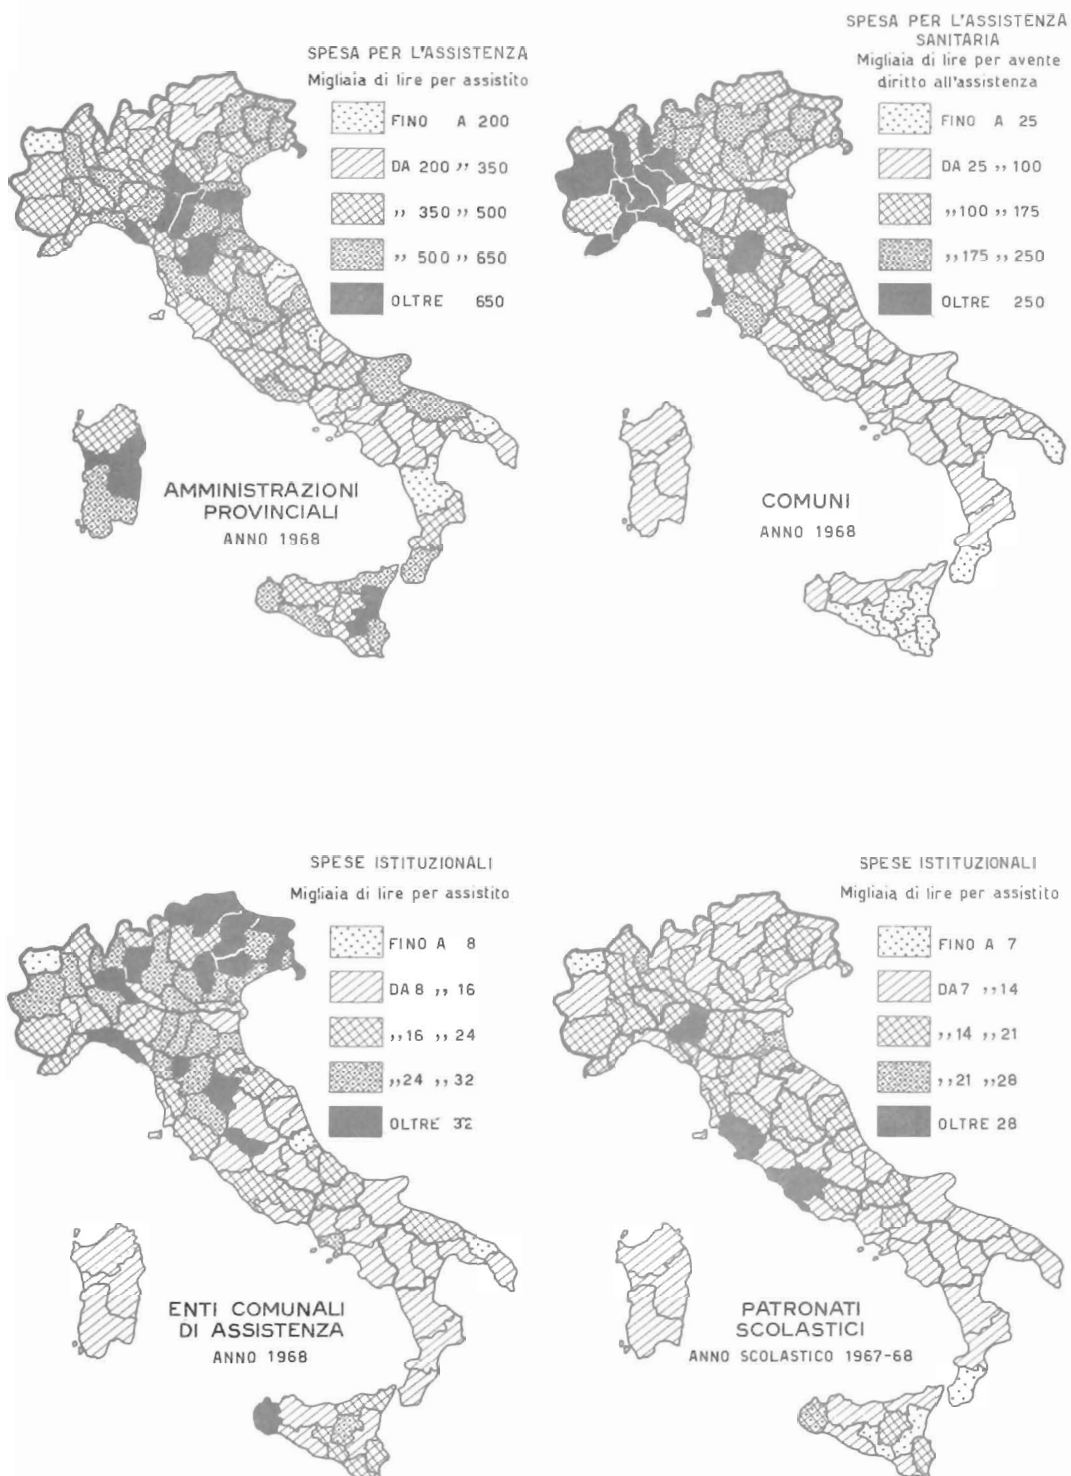 SPESA PER L'ASSISTENZA
Migliaia di lire per assistito
FINO A 200
DA 200 ,, 350
,, 350 ,, 500
,, 500 ,, 650
OLTRE 650
AMMINISTRAZIONI
PROVINCIALI
ANNO 1968
SPESA PER L'ASSISTENZA
SANITARIA
Migliaia di lire per avente
diritto all'assistenza
FINO A 25
DA 25 ,, 100
,,100 ,, 175
,,175 ,, 250
OLTRE 250
COMUNI
ANNO 1968
SPESE ISTITUZIONALI
Migliaia di lire per assistito
FINO A 8
DA 8 ,, 16
,,16 ,, 24
,,24 ,, 32
OLTRE 32
ENTI COMUNALI
DI ASSISTENZA
ANNO 1968
SPESE ISTITUZIONALI
Migliaia di lire per assistito
FINO A 7
DA 7 ,,14
,,14 ,,21
,,21 ,,28
OLTRE 28
PATRONATI
SCOLASTICI
ANNO SCOLASTICO 1967-68